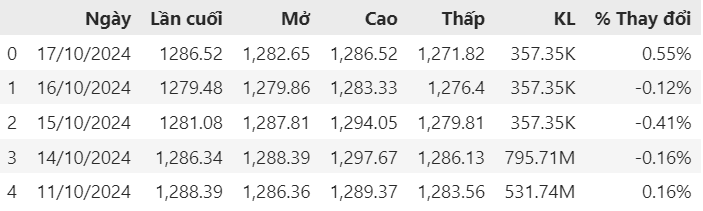 Ngày Lần cuối Mở Cao Thấp KL % Thay đổi
0 17/10/2024 1286.52 1,282.65 1,286.52 1,271.82 357.35K 0.55%
1 16/10/2024 1279.48 1,279.86 1,283.33 1,276.4 357.35K -0.12%
2 15/10/2024 1281.08 1,287.81 1,294.05 1,279.81 357.35K -0.41%
3 14/10/2024 1,286.34 1,288.39 1,297.67 1,286.13 795.71M -0.16%
4 11/10/2024 1,288.39 1,286.36 1,289.37 1,283.56 531.74M 0.16%